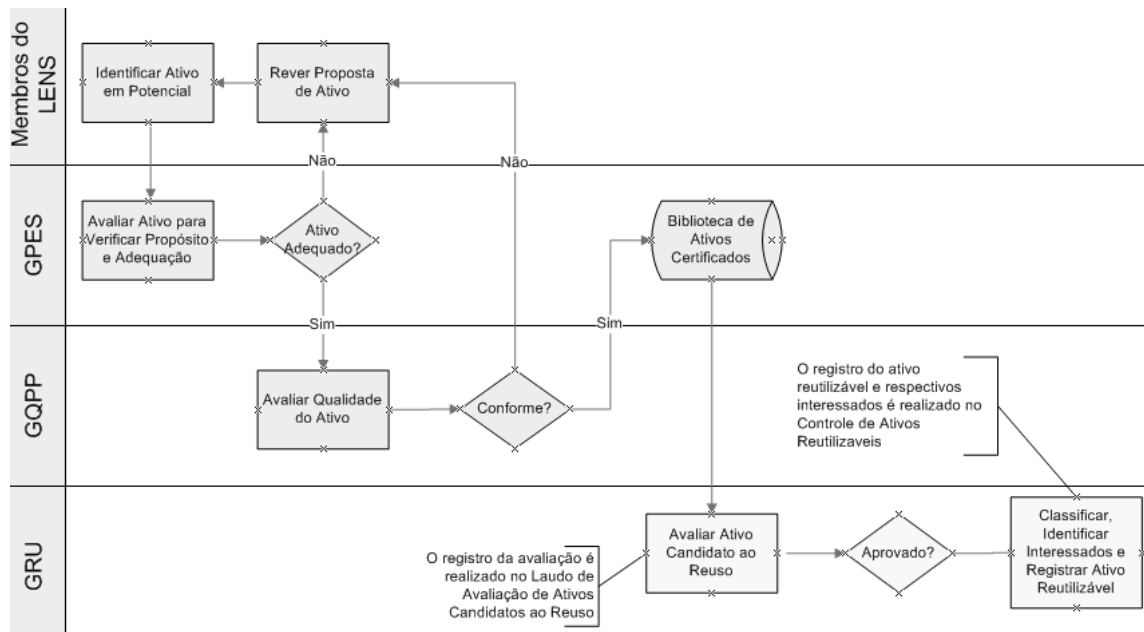 Membros do
LENS
Identificar Ativo
em Potencial
Rever Proposta
de Ativo
Não
Não
GPES
Avaliar Ativo para
Verificar Propósito
e Adequação
Ativo
Adequado?
Biblioteca de
Ativos
Certificados
Sim
Sim
GQPP
Avaliar Qualidade
do Ativo
Conforme?
O registro do ativo
reutilizável e respectivos
interessados é realizado no
Controle de Ativos
Reutilizaveis
GRU
O registro da avaliação é
realizado no Laudo de
Avaliação de Ativos
Candidatos ao Reuso
Avaliar Ativo
Candidato ao
Reuso
Aprovado?
Classificar,
Identificar
Interessados e
Registrar Ativo
Reutilizável